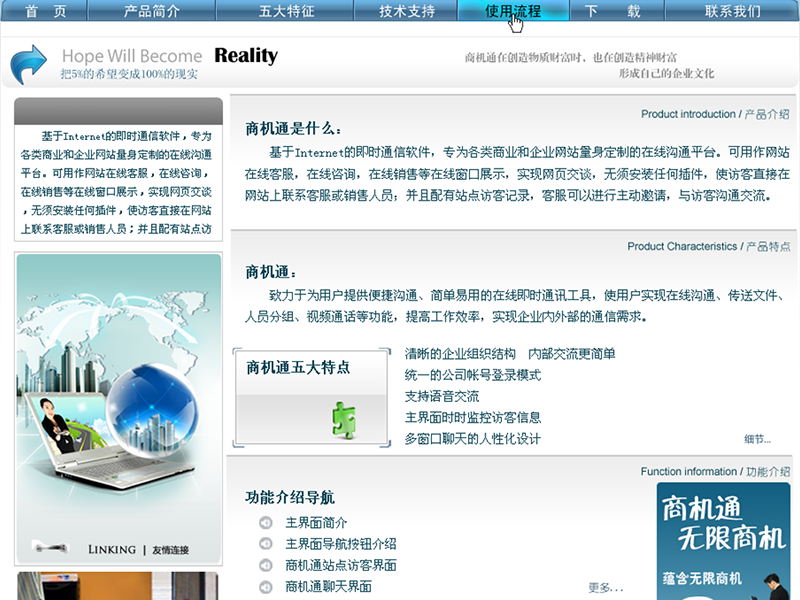 首 页 产品简介 五大特征 技术支持 使用流程 下 载 联系我们
Hope Will Become Reality
把5%的希望变成100%的现实
商机通在创造物质财富时、也在创造精神财富
形成自己的企业文化
基于Internet的即时通信软件，专为
各类商业和企业网站量身定制的在线沟通
平台。可用作网站在线客服，在线咨询，
在线销售等在线窗口展示，实现网页交谈
，无须安装任何插件，使访客直接在网站
上联系客服或销售人员；并且配有站点访
LINKING | 友情连接
Product introduction / 产品介绍
商机通是什么：
基于Internet的即时通信软件，专为各类商业和企业网站量身定制的在线沟通平台。可用作网站
在线客服，在线咨询，在线销售等在线窗口展示，实现网页交谈，无须安装任何插件，使访客直接在
网站上联系客服或销售人员；并且配有站点访客记录，客服可以进行主动邀请，与访客沟通交流。
Product Characteristics / 产品特点
商机通：
致力于为用户提供便捷沟通、简单易用的在线即时通讯工具，使用户实现在线沟通、传送文件、
人员分组、视频通话等功能，提高工作效率，实现企业内外部的通信需求。
商机通五大特点
清晰的企业组织结构 内部交流更简单
统一的公司帐号登录模式
支持语音交流
主界面时时监控访客信息
多窗口聊天的人性化设计
细节...
Function information / 功能介绍
功能介绍导航
主界面简介
主界面导航按钮介绍
商机通站点访客界面
商机通聊天界面
更多...
商机通
无限商机
蕴含无限商机